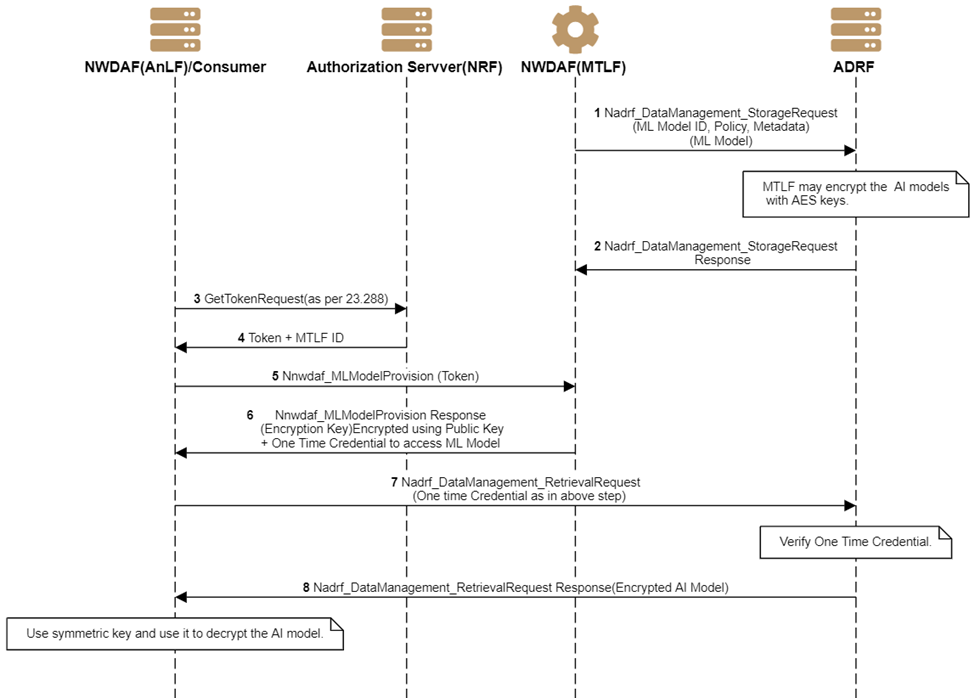 NWDAF(AnLF)/Consumer
Authorization Servver(NRF)
NWDAF(MTLF)
ADRF
1 Nadrf_DataManagement_StorageRequest
(ML Model ID, Policy, Metadata)
(ML Model)
MTLF may encrypt the AI models
with AES keys.
2 Nadrf_DataManagement_StorageRequest
Response
3 GetTokenRequest(as per 23.288)
4 Token + MTLF ID
5 Nnwdaf_MLModelProvision (Token)
6 Nnwdaf_MLModelProvision Response
(Encryption Key)Encrypted using Public Key
+ One Time Credential to access ML Model
7 Nadrf_DataManagement_RetrievalRequest
(One time Credential as in above step)
Verify One Time Credential.
8 Nadrf_DataManagement_RetrievalRequest Response(Encrypted AI Model)
Use symmetric key and use it to decrypt the AI model.